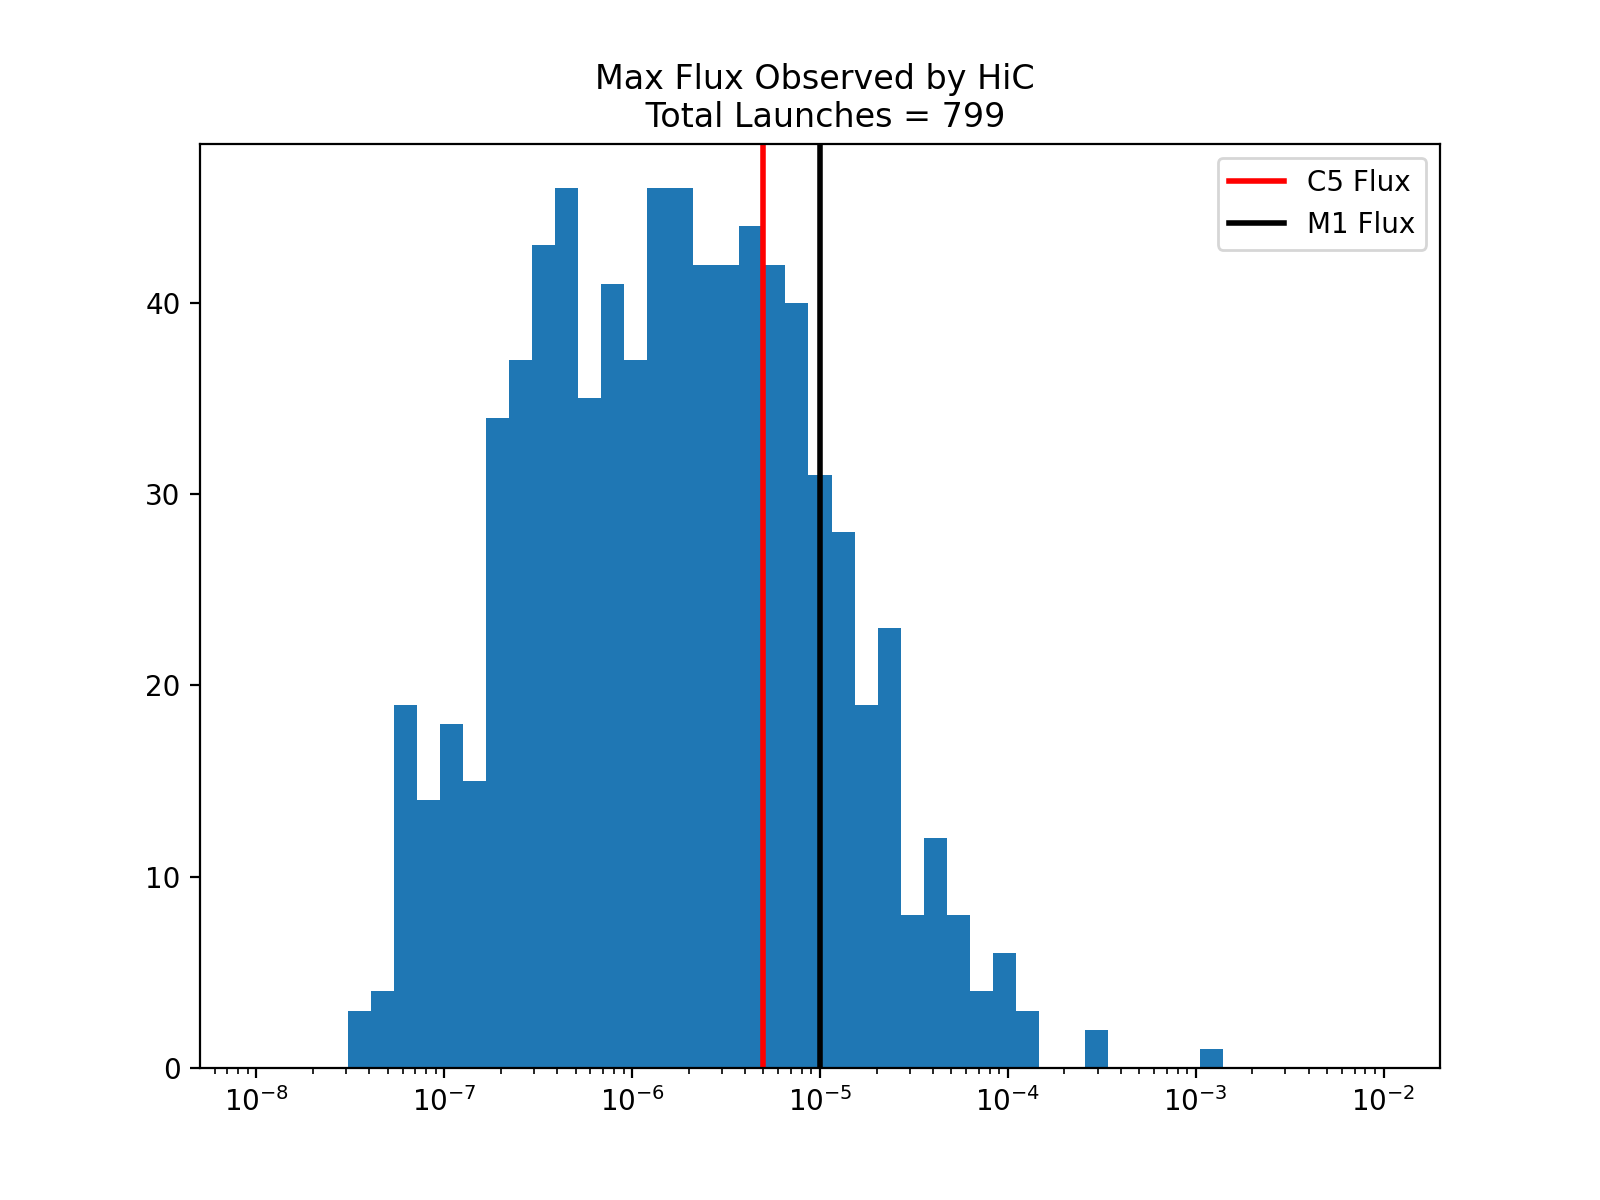 Max Flux Observed by HiC
Total Launches = 799
C5 Flux
M1 Flux
40
30
20
10
0
10⁻⁸ 10⁻⁷ 10⁻⁶ 10⁻⁵ 10⁻⁴ 10⁻³ 10⁻²